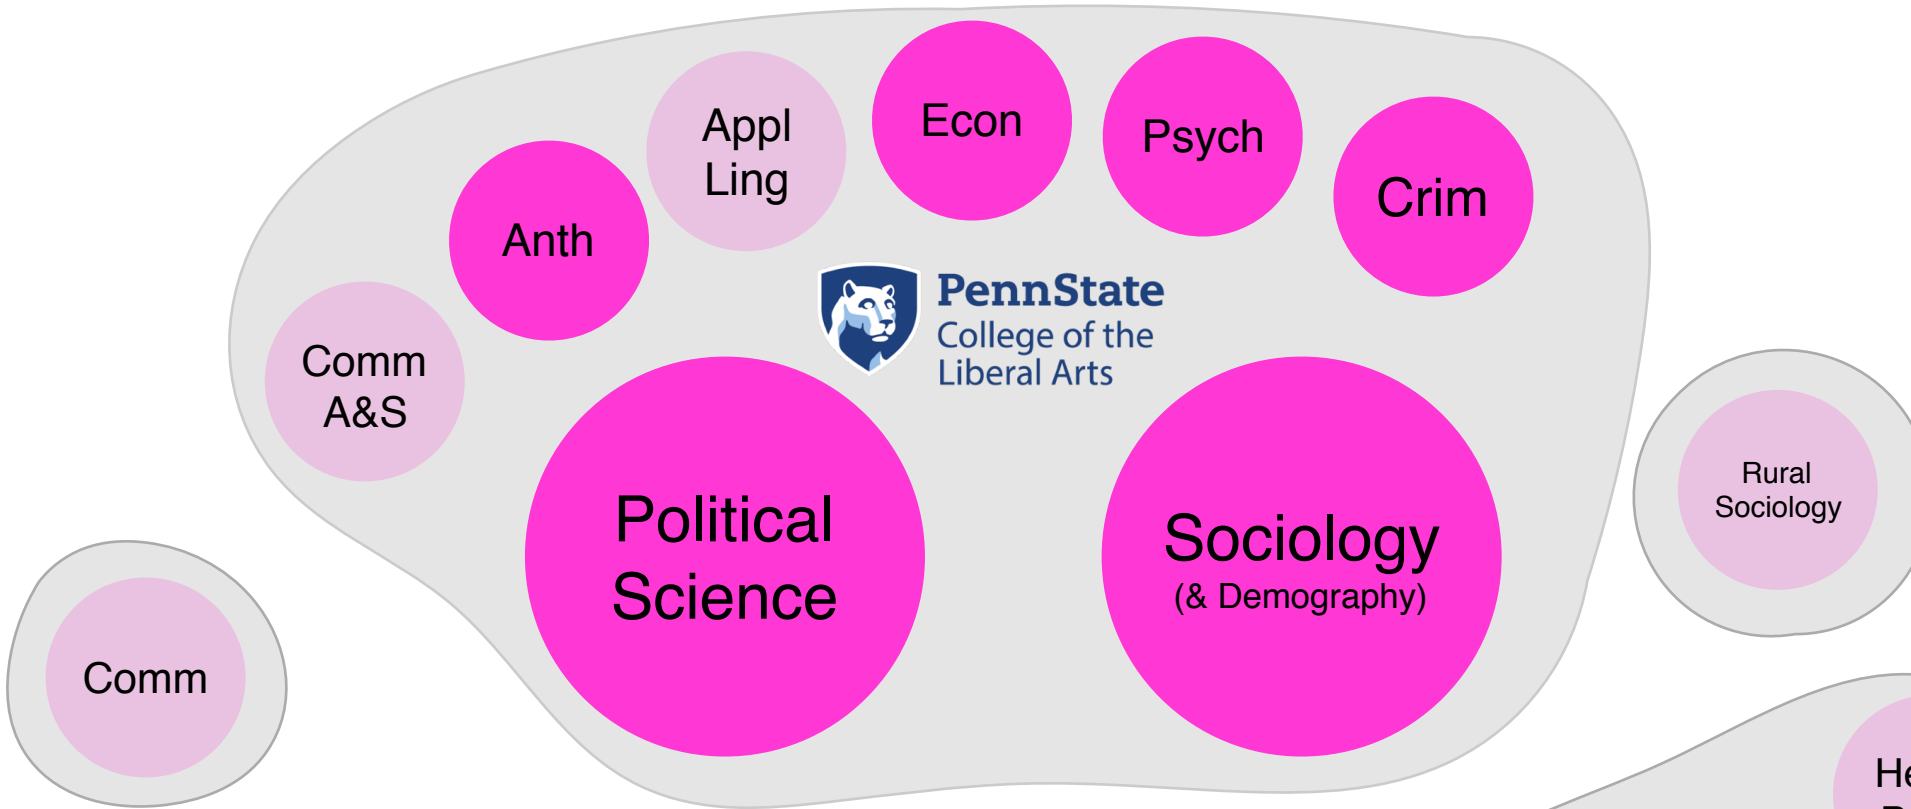 Appl
Ling
Econ
Psych
Crim
Anth
PennState
College of the
Liberal Arts
Comm
A&S
Political
Science
Sociology
(& Demography)
Rural
Sociology
Comm